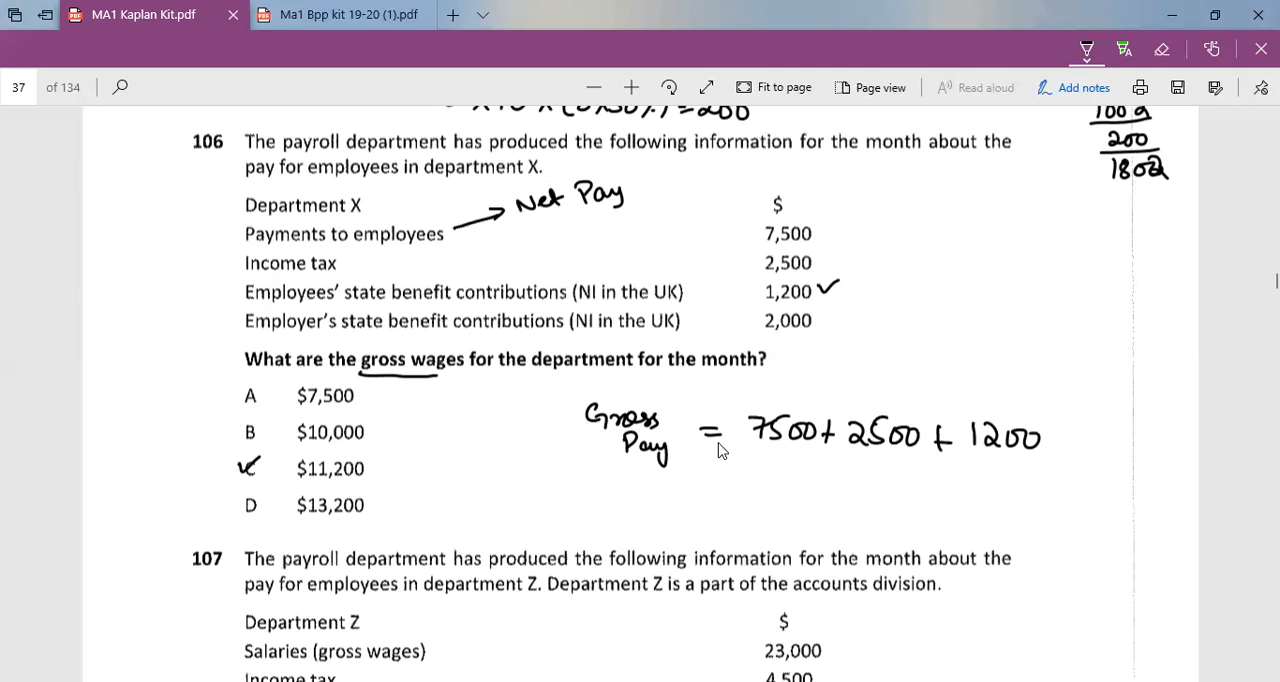 MA1 Kaplan Kit.pdf
Ma1 Bpp kit 19-20 (1).pdf
37 of 134
Fit to page
Page view
Read aloud
Add notes
= 200
100
200
1802
106 The payroll department has produced the following information for the month about the
pay for employees in department X.
Net Pay
Department X $
Payments to employees 7,500
Income tax 2,500
Employees' state benefit contributions (NI in the UK) 1,200
Employer's state benefit contributions (NI in the UK) 2,000
What are the gross wages for the department for the month?
A $7,500
B $10,000
$11,200
D $13,200
Gross
Pay = 7500 + 2500 + 1200
107 The payroll department has produced the following information for the month about the
pay for employees in department Z. Department Z is a part of the accounts division.
Department Z $
Salaries (gross wages) 23,000
Income tax 4,500